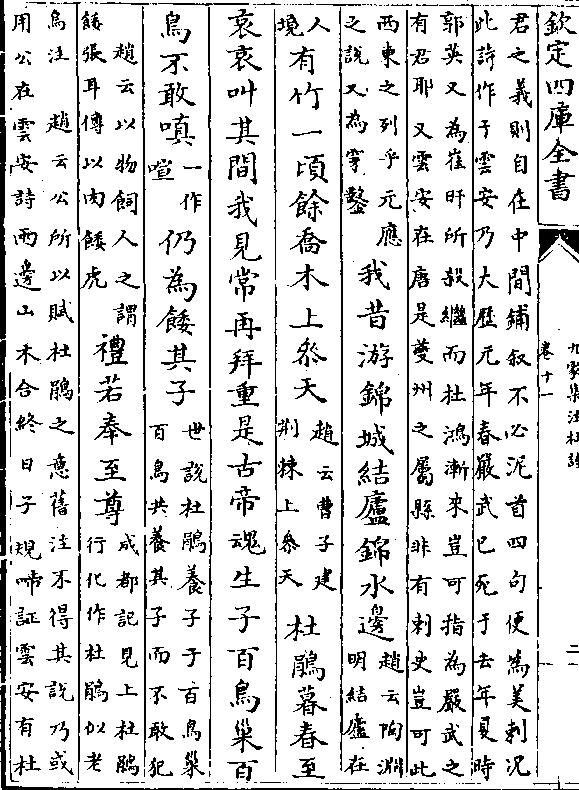 欽定四庫全書
九家集注杜詩
卷十一
二
君之義則自在中間鋪叙不必泥首四句便為美刺况
此詩作于雲安乃大歴元年春嚴武已死于去年夏時
郭英乂為崔旰所殺繼而杜鴻漸來豈可指為嚴武之
有君耶又雲安在唐是夔州之屬縣非有刺史豈可此
西東之列乎元應
之說又為穿鑿
我昔游錦城結廬錦水邊
趙云陶淵
明結廬在
人
境
有竹一頃餘喬木上參天
趙云曹子建
荆棘上參天
杜鵑暮春至
哀哀叫其間我見常再拜重是古帝魂生子百鳥巢百
鳥不敢嗔
一作
喧
仍為餧其子
世說杜鵑養子于百鳥巢
百鳥共養其子而不敢犯
趙云以物飼人之謂
餧張耳傳以肉餧虎
禮若奉至尊
成都記見上杜鵑
行化作杜鵑似老
烏注 趙云公所以賦杜鵑之意舊注不得其說乃或
用公在雲安詩兩邊山木合終日子規啼証雲安有杜